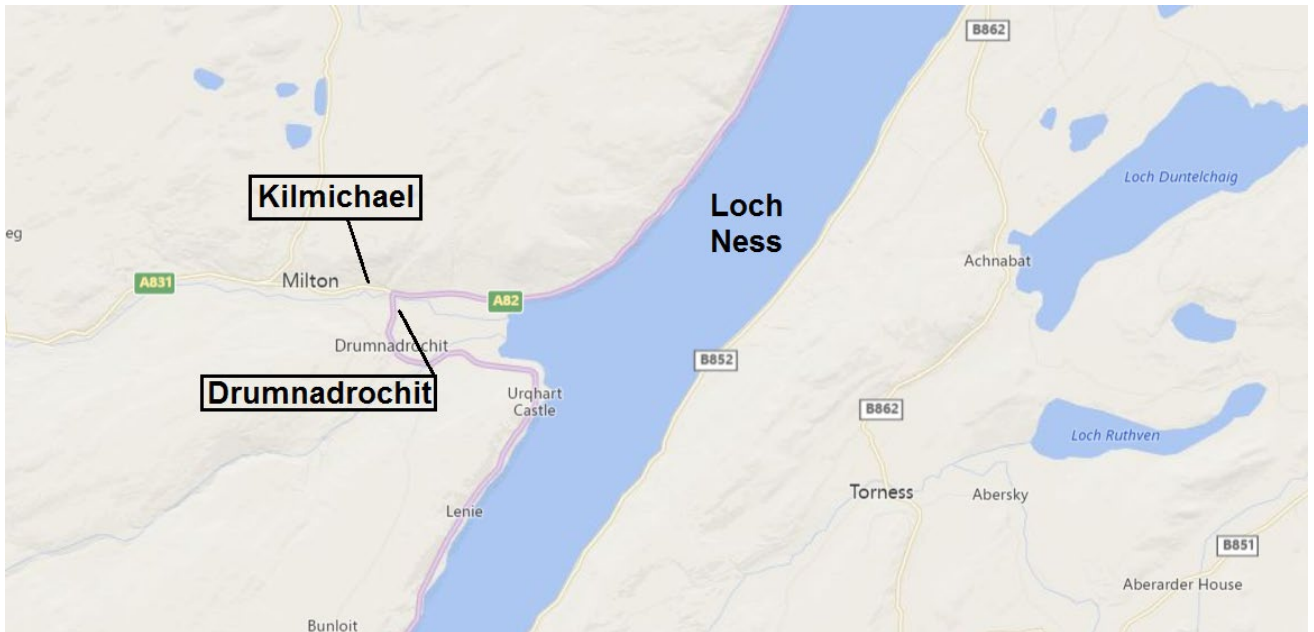 B862
Loch Duntelchaig
Kilmichael
Loch
Ness
eg
Achnabat
A831
Milton
A82
Drumnadrochit
B852
Drumnadrochit
Urqhart
Castle
B862
Loch Ruthven
Torness
Abersky
Lenie
B851
Aberarder House
Bunloit